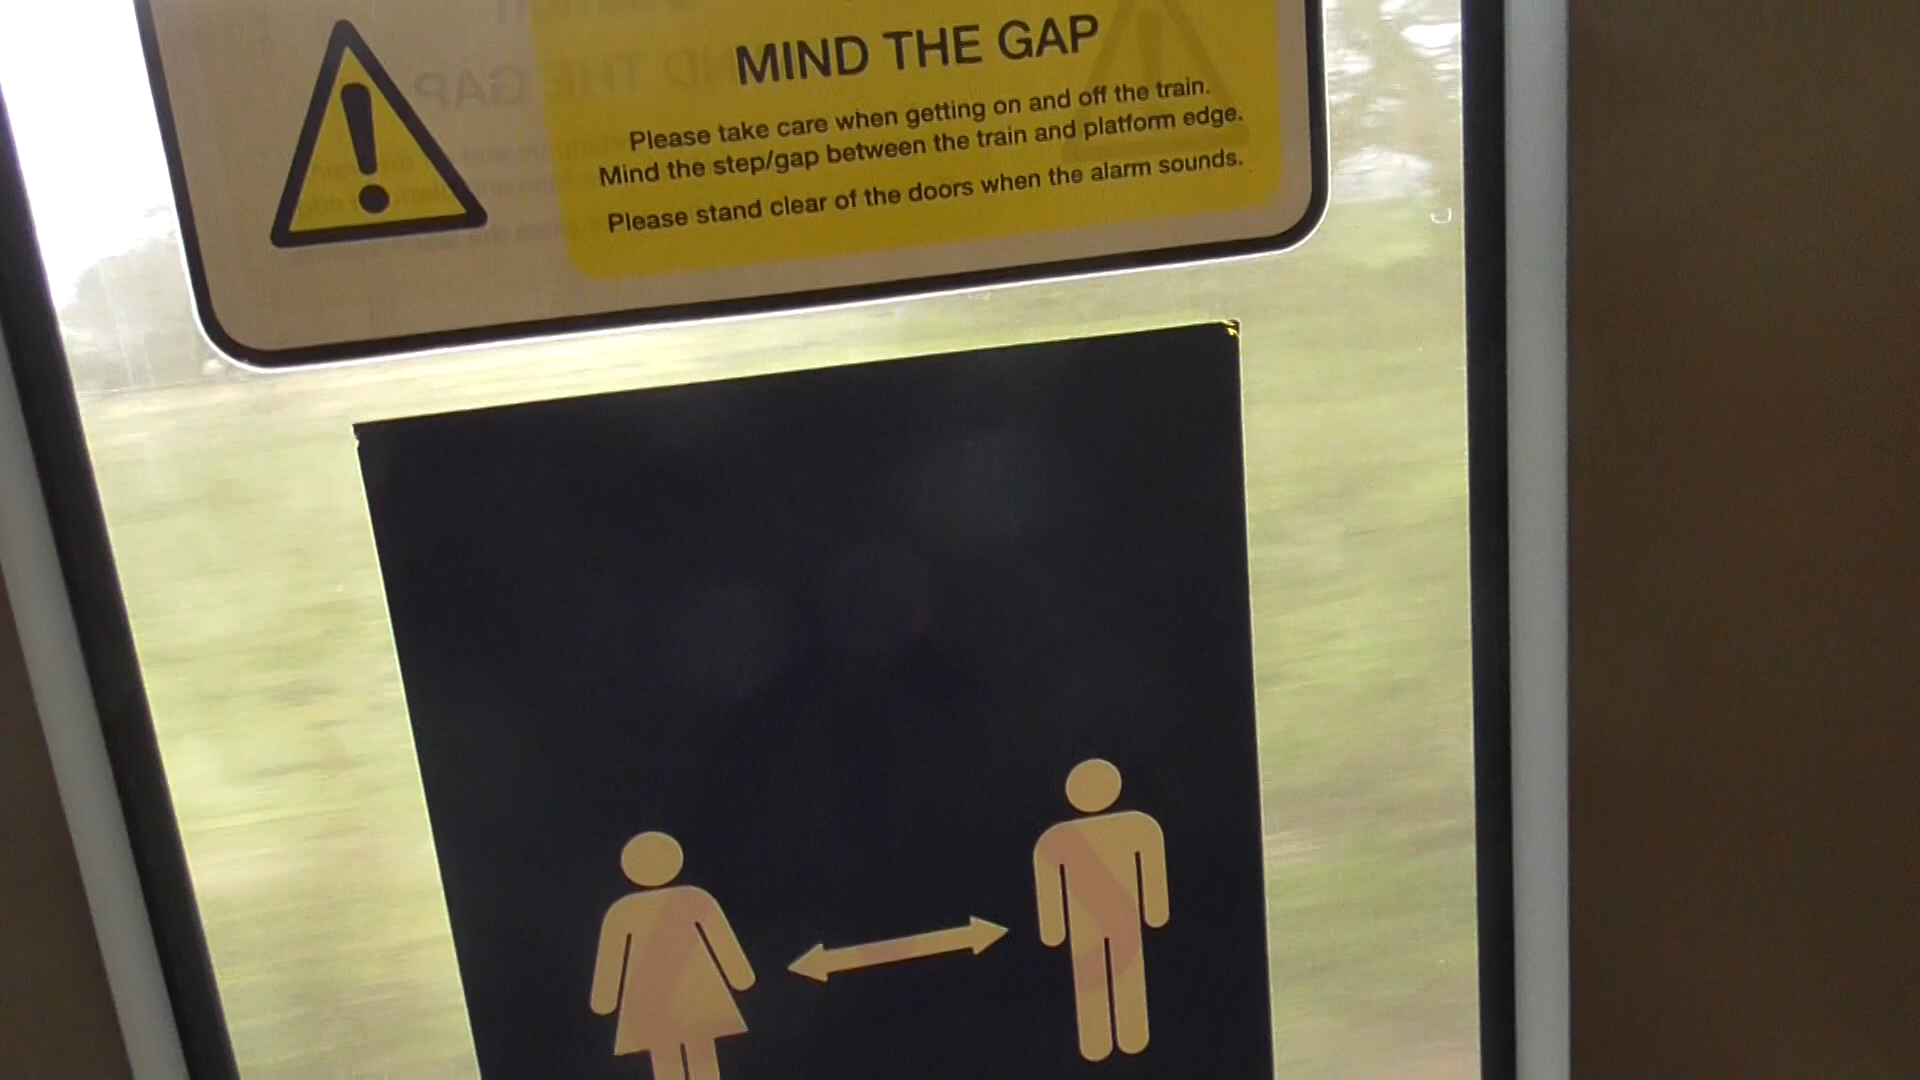 MIND THE GAP
Please take care when getting on and off the train.
Mind the step/gap between the train and platform edge.
Please stand clear of the doors when the alarm sounds.